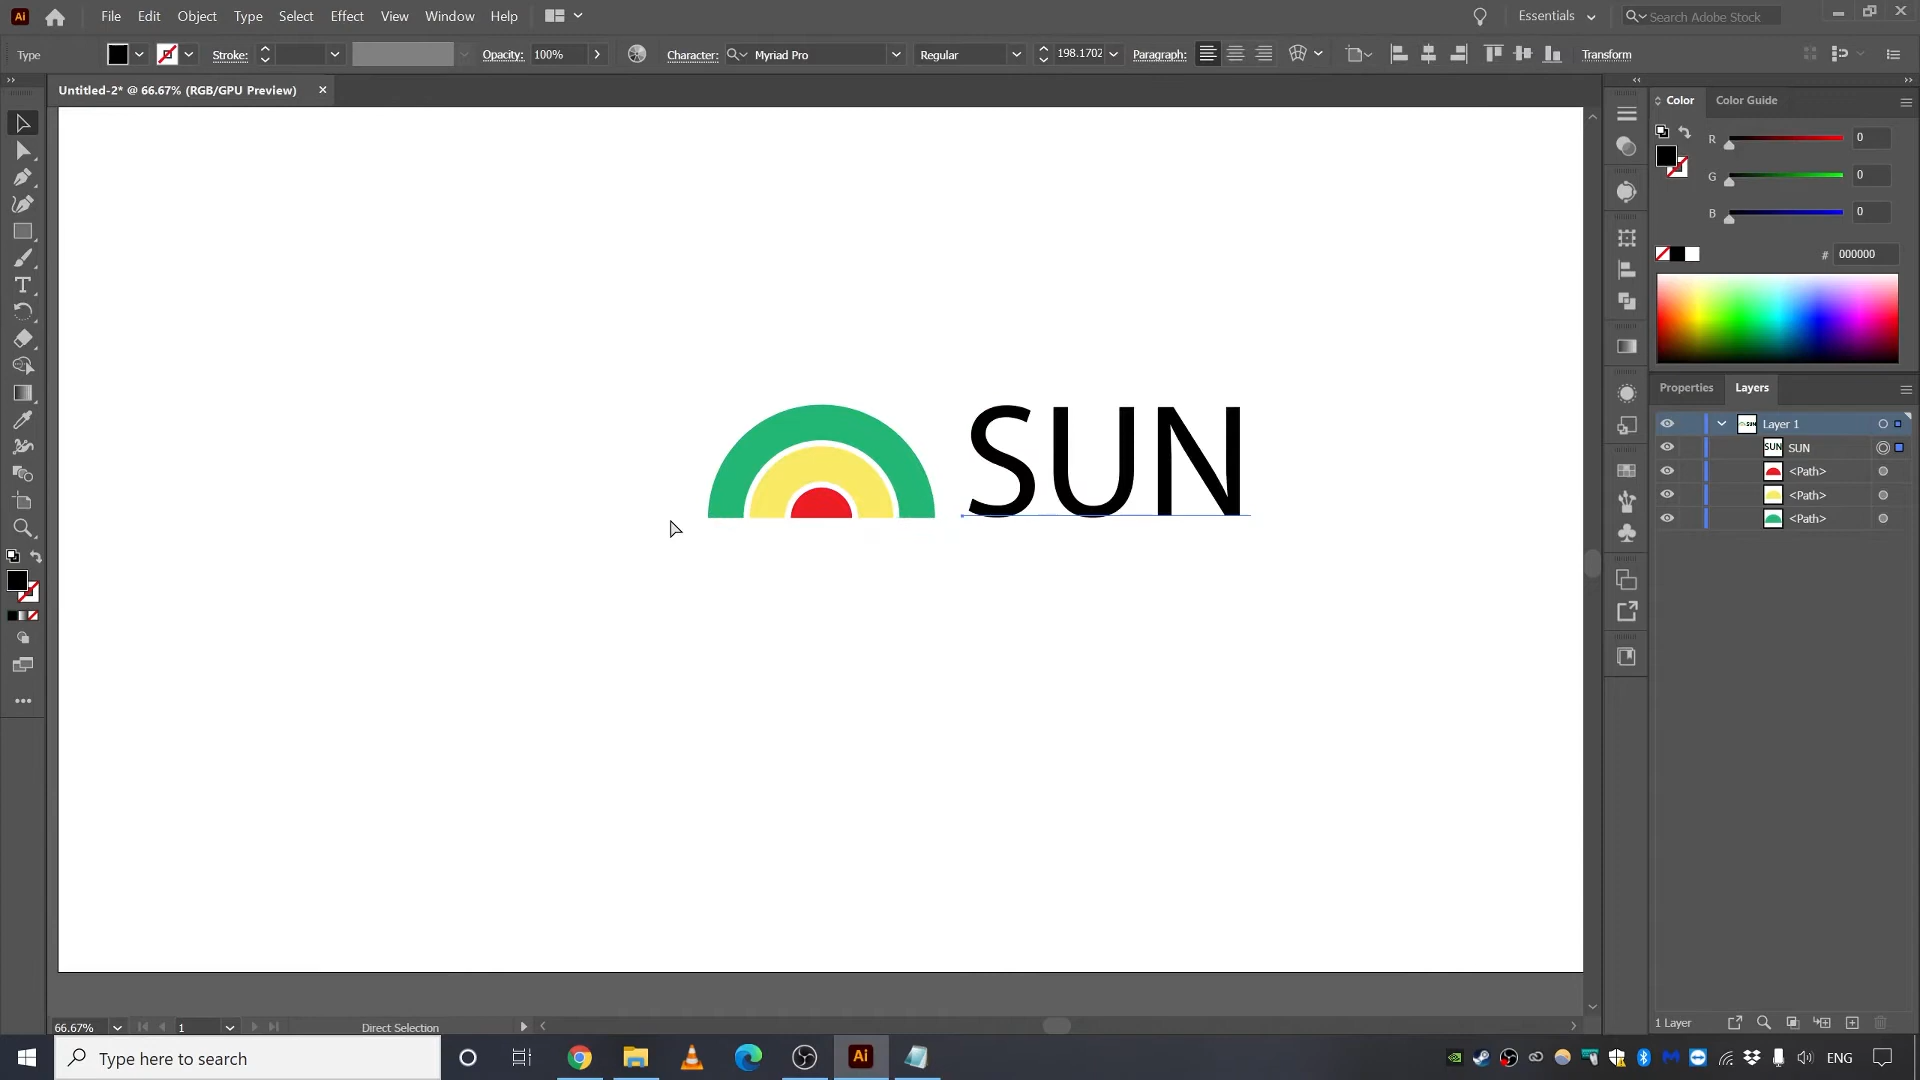 Ai File Edit Object Type Select Effect View Window Help Essentials Search Adobe Stock
Type Stroke: Opacity: 100% Character: Myriad Pro Regular 198.1702 Paragraph: Transform
Untitled-2* @ 66.67% (RGB/GPU Preview)
SUN
Color Color Guide
R 0
G 0
B 0
# 000000
Properties Layers
Layer 1
SUN SUN
<Path>
<Path>
<Path>
66.67% 1 Direct Selection
1 Layer
Type here to search
Ai
ENG